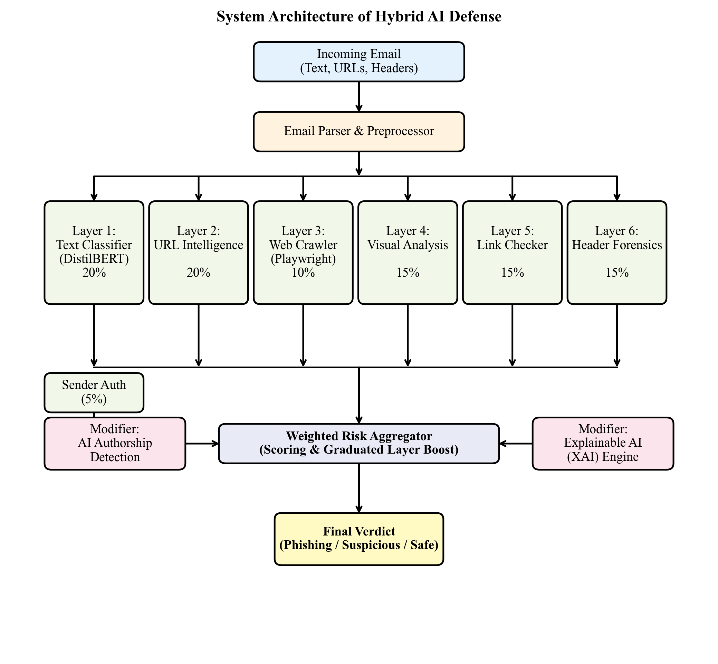 System Architecture of Hybrid AI Defense
Incoming Email
(Text, URLs, Headers)
Email Parser & Preprocessor
Layer 1:
Text Classifier
(DistilBERT)
20%
Layer 2:
URL Intelligence
20%
Layer 3:
Web Crawler
(Playwright)
10%
Layer 4:
Visual Analysis
15%
Layer 5:
Link Checker
15%
Layer 6:
Header Forensics
15%
Sender Auth
(5%)
Modifier:
AI Authorship
Detection
Weighted Risk Aggregator
(Scoring & Graduated Layer Boost)
Modifier:
Explainable AI
(XAI) Engine
Final Verdict
(Phishing / Suspicious / Safe)